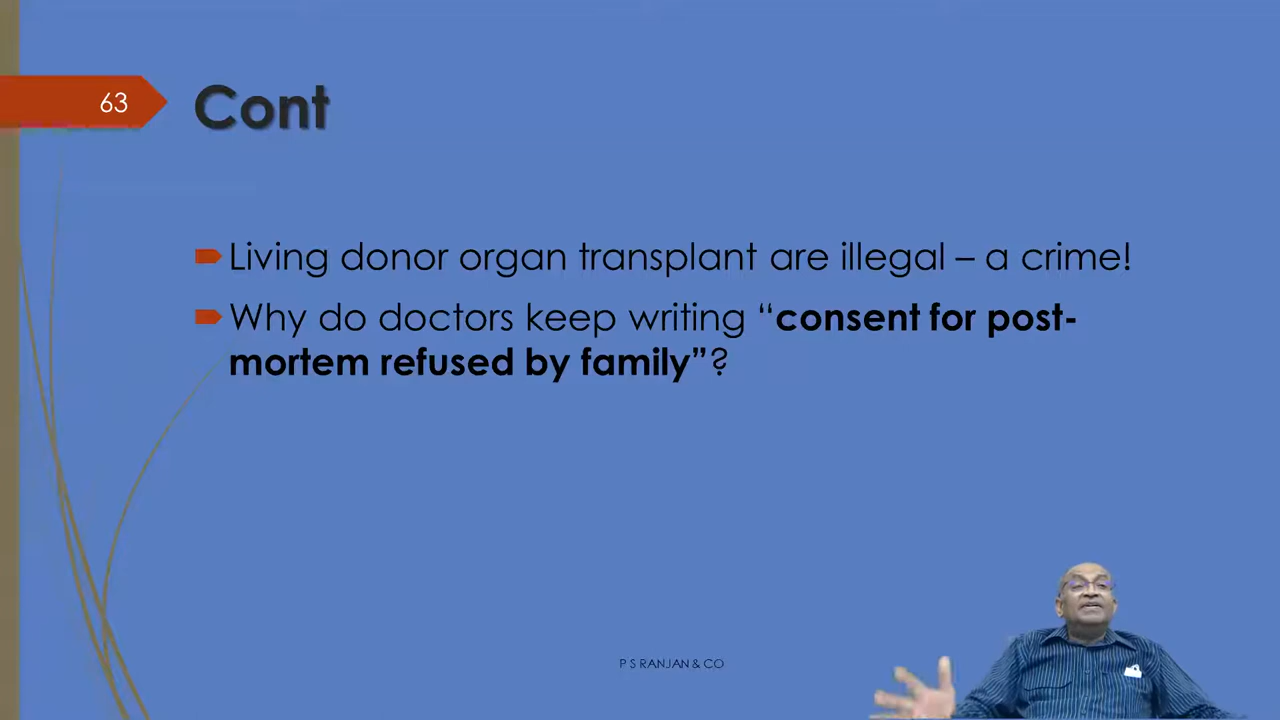 63
Cont
Living donor organ transplant are illegal – a crime!
Why do doctors keep writing “consent for post-
mortem refused by family”?
P S RANJAN & CO